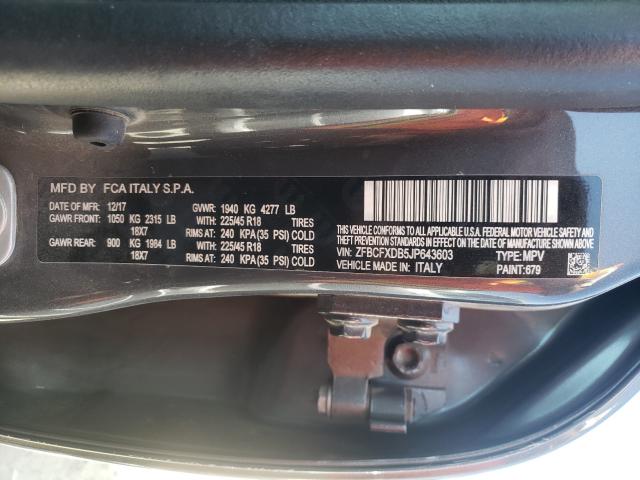 MFD BY FCA ITALY S.P.A.
DATE OF MFR: 12/17 GVWR: 1940 KG 4277 LB
GAWR FRONT: 1050 KG 2315 LB WITH: 225/45 R18 TIRES
18X7 RIMS AT: 240 KPA(35 PSI) COLD
GAWR REAR: 900 KG 1984 LB WITH: 225/45 R18 TIRES
18X7 RIMS AT: 240 KPA(35 PSI) COLD
THIS VEHICLE CONFORMS TO ALL APPLICABLE U.S.A. FEDERAL MOTOR VEHICLE SAFETY
AND THEFT PREVENTION STANDARDS IN EFFECT ON THE DATE OF MANUFACTURE SHOWN ABOVE
VIN: ZFBCFXDB5JP643603 TYPE: MPV
VEHICLE MADE IN: ITALY PAINT:679